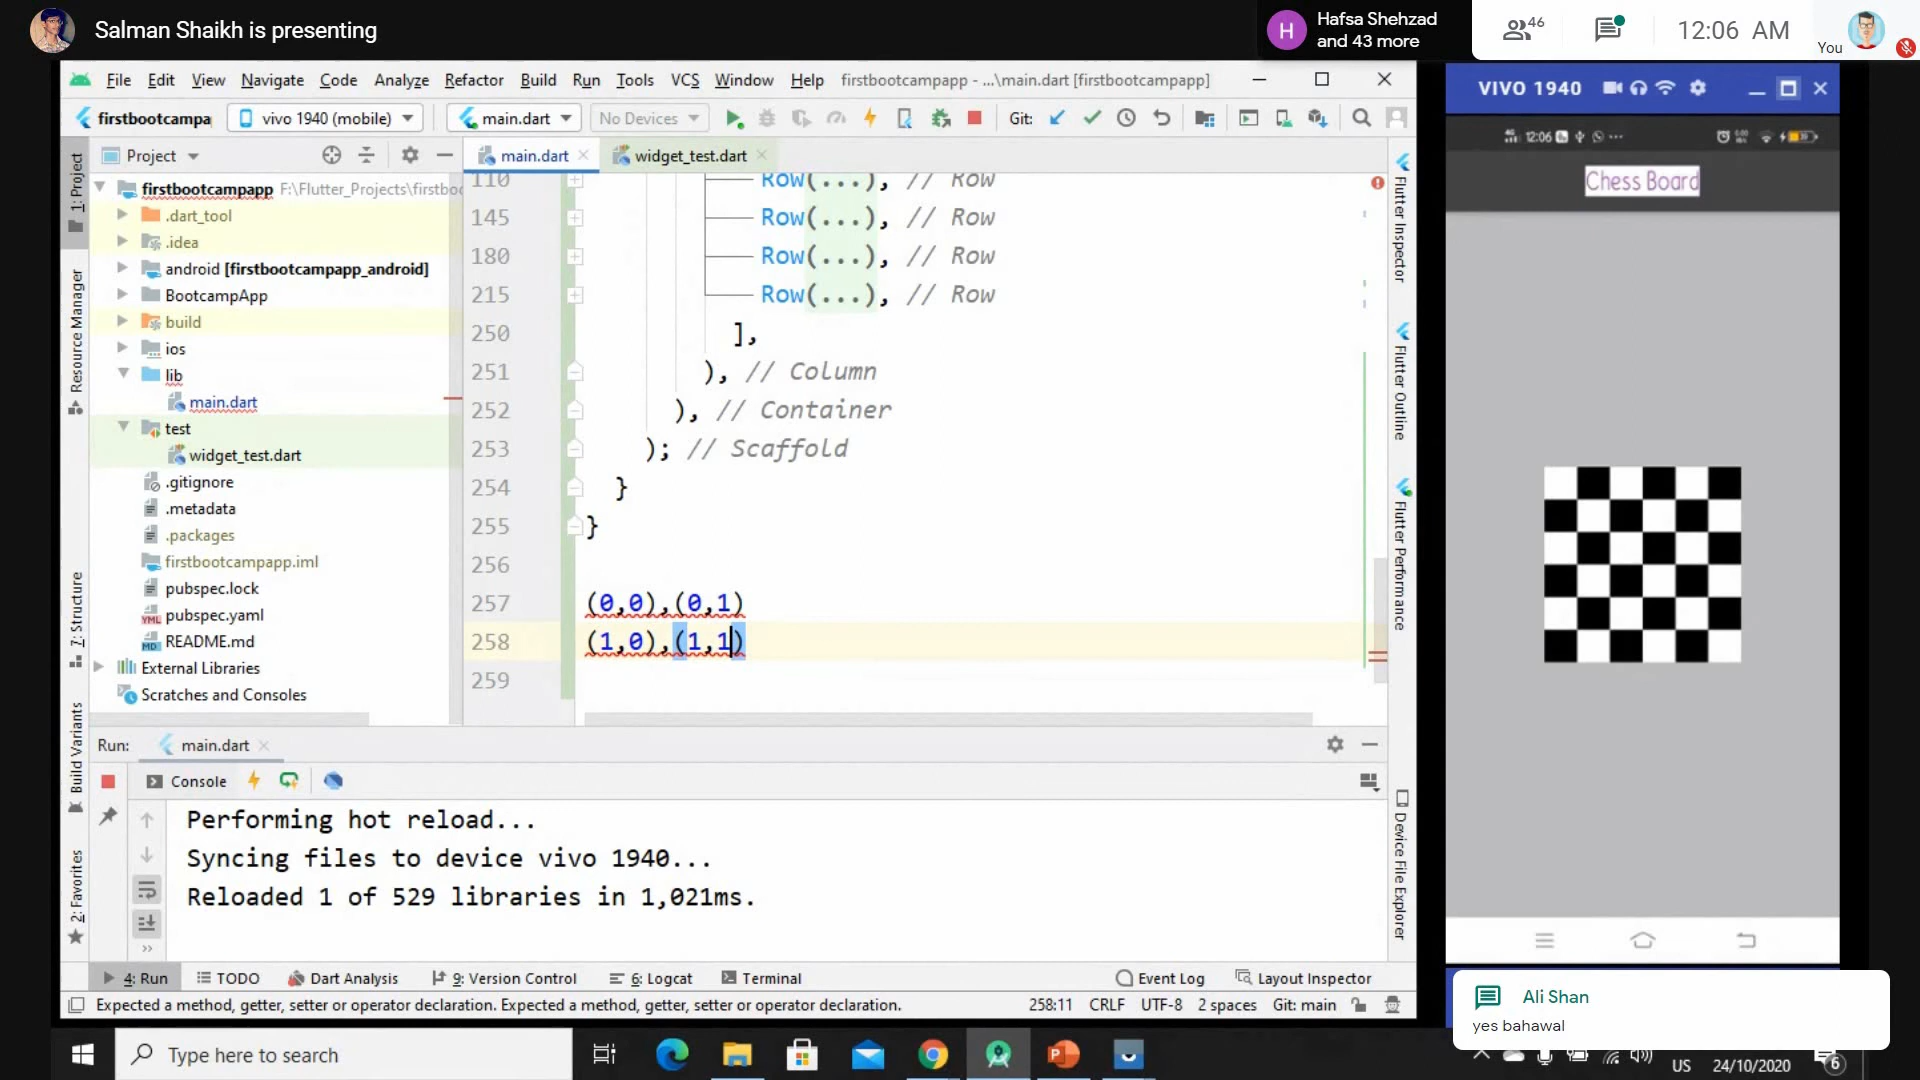 Salman Shaikh is presenting
H
Hafsa Shehzad
and 43 more
46
12:06 AM
You
File Edit View Navigate Code Analyze Refactor Build Run Tools VCS Window Help firstbootcampapp - ...\main.dart [firstbootcampapp]
firstbootcampa
vivo 1940 (mobile)
main.dart
No Devices
Git:
Project
main.dart
widget_test.dart
1: Project
Resource Manager
7: Structure
Build Variants
2: Favorites
firstbootcampapp F:\Flutter_Projects\firstboo
.dart_tool
.idea
android [firstbootcampapp_android]
BootcampApp
build
ios
lib
main.dart
test
widget_test.dart
.gitignore
.metadata
.packages
firstbootcampapp.iml
pubspec.lock
pubspec.yaml
README.md
External Libraries
Scratches and Consoles
110 Row(...), // Row
145 Row(...), // Row
180 Row(...), // Row
215 Row(...), // Row
250 ],
251 ), // Column
252 ), // Container
253 ); // Scaffold
254 }
255 }
256
257 (0,0),(0,1)
258 (1,0),(1,1)
259
Flutter Inspector
Flutter Outline
Flutter Performance
Device File Explorer
Run: main.dart
Console
Performing hot reload...
Syncing files to device vivo 1940...
Reloaded 1 of 529 libraries in 1,021ms.
4: Run
TODO
Dart Analysis
9: Version Control
6: Logcat
Terminal
Event Log
Layout Inspector
Expected a method, getter, setter or operator declaration. Expected a method, getter, setter or operator declaration.
258:11 CRLF UTF-8 2 spaces Git: main
VIVO 1940
12:06
Chess Board
Ali Shan
yes bahawal
Type here to search
US
24/10/2020
6